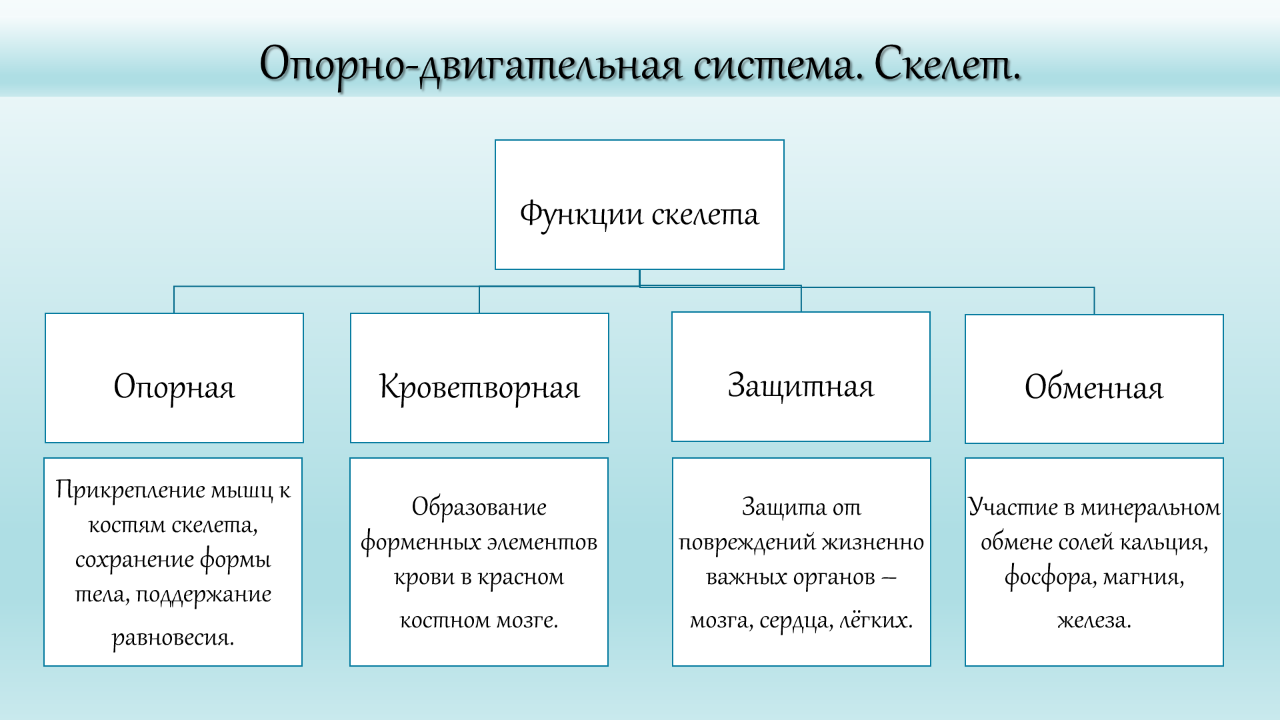 Опорно-двигательная система. Скелет.
Функции скелета
Опорная
Кроветворная
Защитная
Обменная
Прикрепление мышц к
костям скелета,
сохранение формы
тела, поддержание
равновесия.
Образование
форменных элементов
крови в красном
костном мозге.
Защита от
повреждений жизненно
важных органов –
мозга, сердца, лёгких.
Участие в минеральном
обмене солей кальция,
фосфора, магния,
железа.